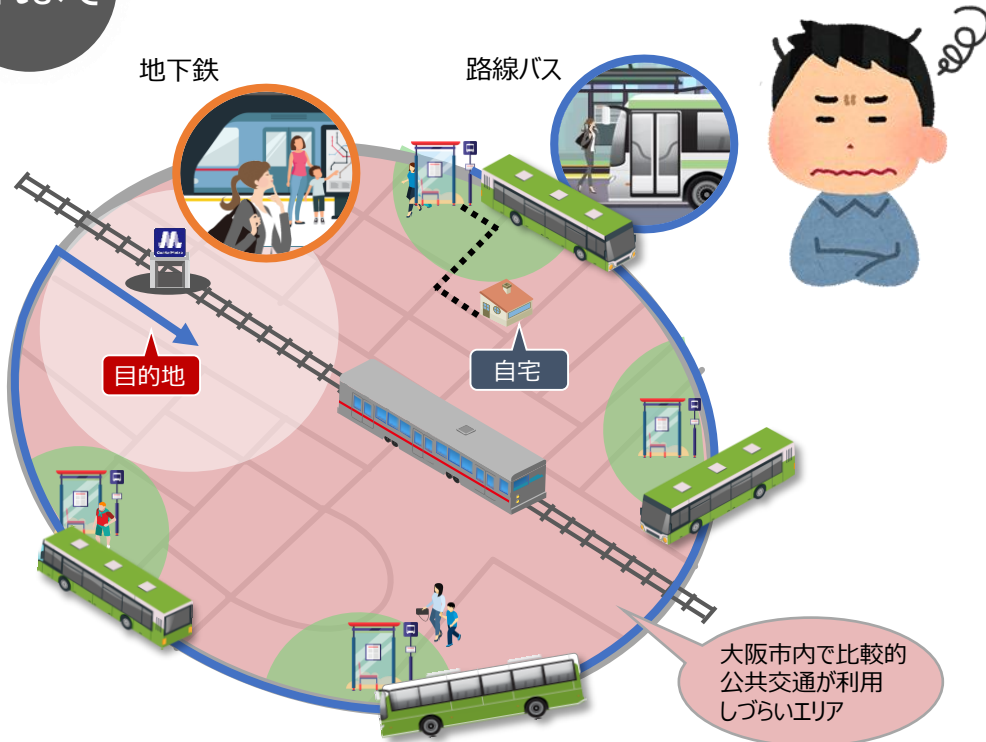 地下鉄
路線バス
目的地
自宅
大阪市内で比較的
公共交通が利用
しづらいエリア